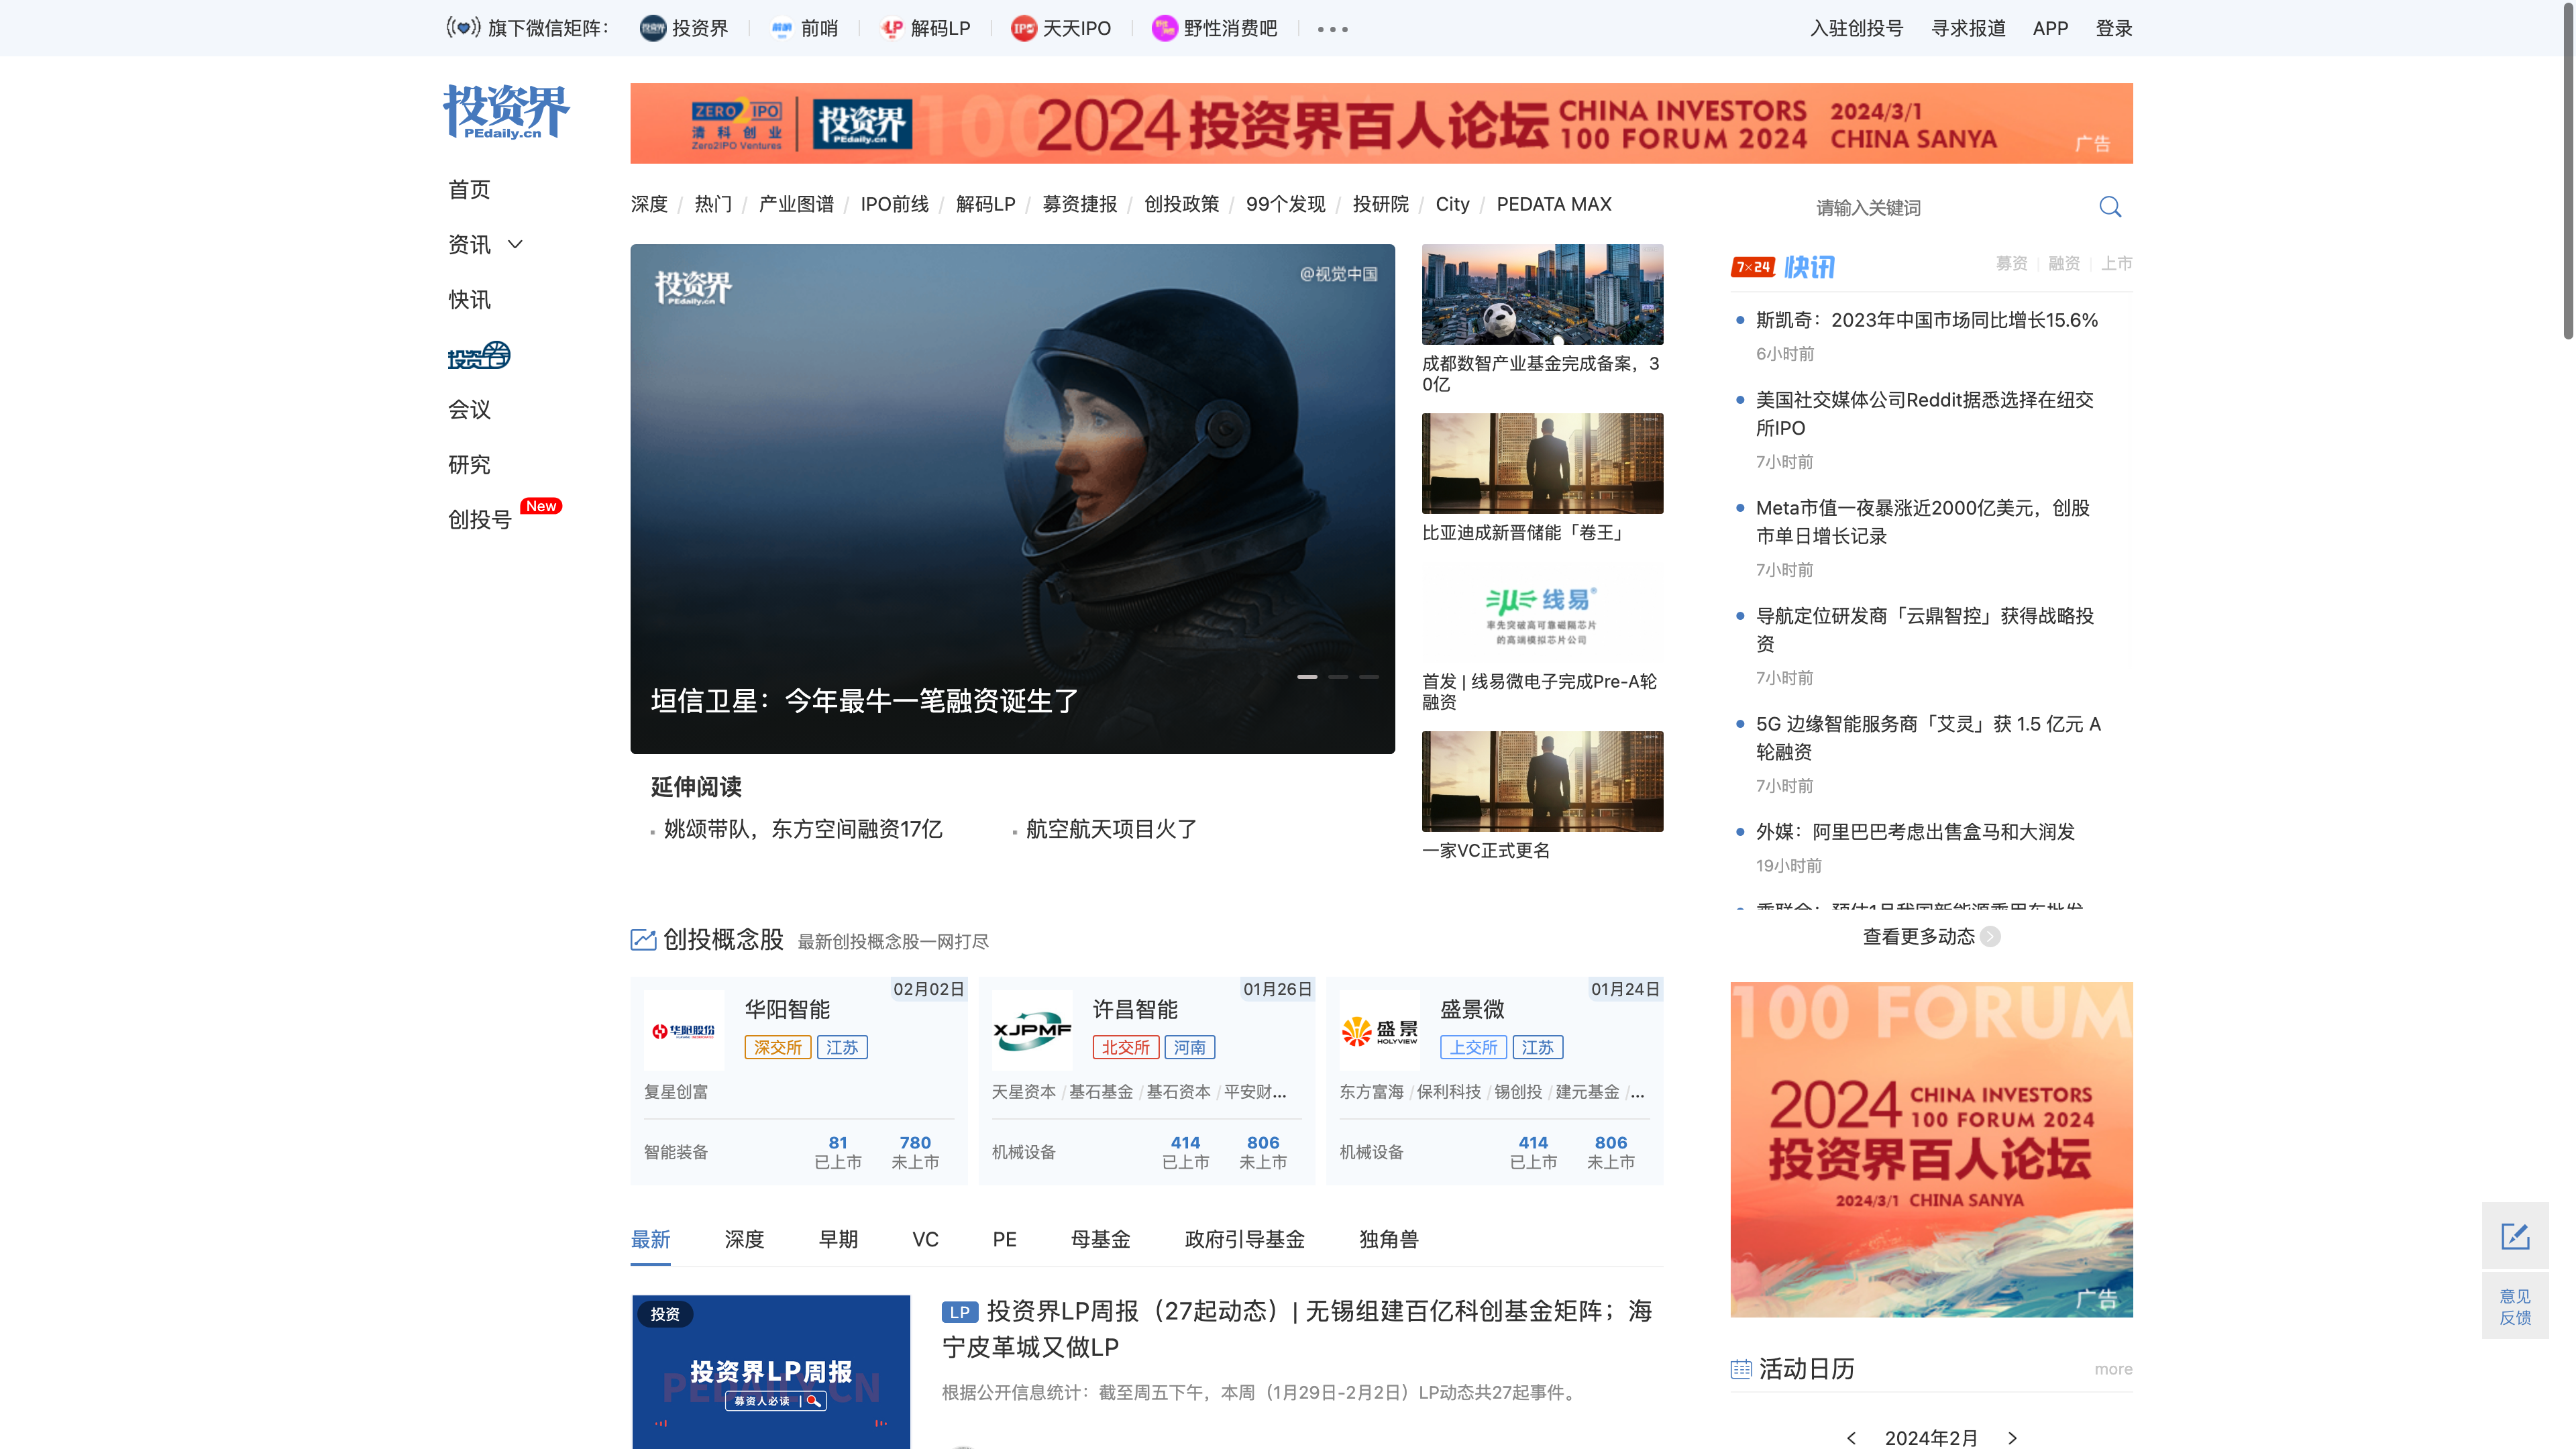 旗下微信矩阵：
投资界
前哨
解码LP
天天IPO
野性消费吧
入驻创投号
寻求报道
APP
登录
投资界
PEdaily.cn
ZERO2IPO
清科创业
Zero2IPO Ventures
投资界
PEdaily.cn
2024投资界百人论坛
CHINA INVESTORS
100 FORUM 2024
2024/3/1
CHINA SANYA
广告
首页
资讯
快讯
会议
研究
创投号
New
深度 / 热门 / 产业图谱 / IPO前线 / 解码LP / 募资捷报 / 创投政策 / 99个发现 / 投研院 / City / PEDATA MAX
请输入关键词
投资界
PEdaily.cn
@视觉中国
垣信卫星：今年最牛一笔融资诞生了
延伸阅读
姚颂带队，东方空间融资17亿
航空航天项目火了
成都数智产业基金完成备案，3
0亿
比亚迪成新晋储能「卷王」
线易
率先突破高可靠磁隔芯片
的高端模拟芯片公司
首发 | 线易微电子完成Pre-A轮
融资
一家VC正式更名
7×24 快讯
募资 | 融资 | 上市
斯凯奇：2023年中国市场同比增长15.6%
6小时前
美国社交媒体公司Reddit据悉选择在纽交
所IPO
7小时前
Meta市值一夜暴涨近2000亿美元，创股
市单日增长记录
7小时前
导航定位研发商「云鼎智控」获得战略投
资
7小时前
5G 边缘智能服务商「艾灵」获 1.5 亿元 A
轮融资
7小时前
外媒：阿里巴巴考虑出售盒马和大润发
19小时前
查看更多动态
创投概念股 最新创投概念股一网打尽
02月02日
华阳股份
华阳智能
深交所 江苏
复星创富
智能装备
81
已上市
780
未上市
01月26日
XJPMF
许昌智能
北交所 河南
天星资本 / 基石基金 / 基石资本 / 平安财...
机械设备
414
已上市
806
未上市
01月24日
盛景
HOLYVIEW
盛景微
上交所 江苏
东方富海 / 保利科技 / 锡创投 / 建元基金 / ...
机械设备
414
已上市
806
未上市
最新 深度 早期 VC PE 母基金 政府引导基金 独角兽
投资
PEDAILY.CN
投资界LP周报
募资人必读
LP 投资界LP周报（27起动态）| 无锡组建百亿科创基金矩阵；海
宁皮革城又做LP
根据公开信息统计：截至周五下午，本周（1月29日-2月2日）LP动态共27起事件。
100 FORUM
2024
CHINA INVESTORS
100 FORUM 2024
投资界百人论坛
2024/3/1 CHINA SANYA
广告
活动日历
more
2024年2月
意见
反馈